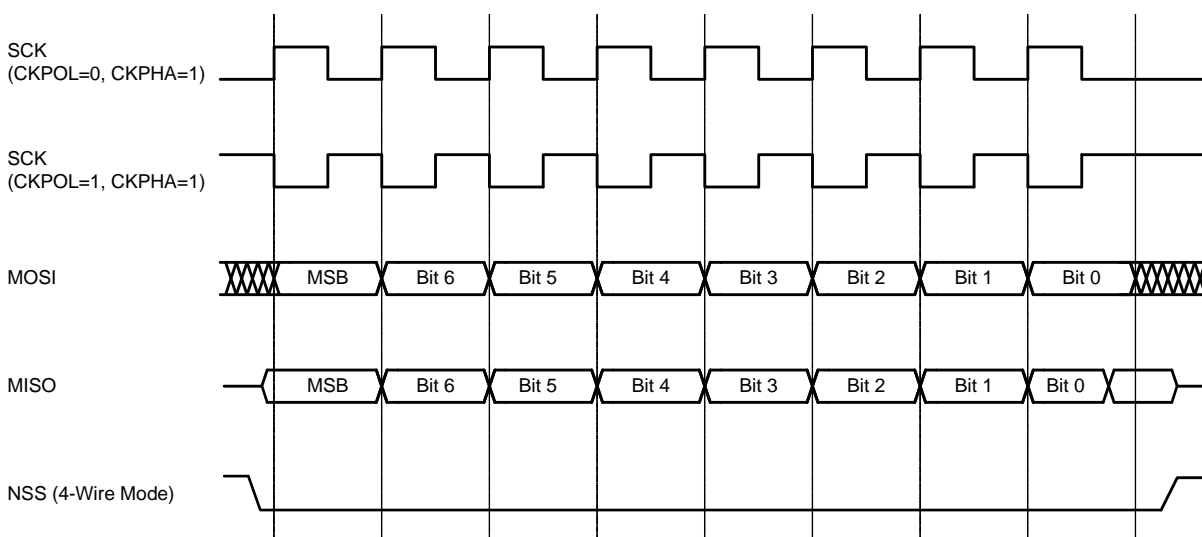 SCK
(CKPOL=0, CKPHA=1)
SCK
(CKPOL=1, CKPHA=1)
MOSI
MSB Bit 6 Bit 5 Bit 4 Bit 3 Bit 2 Bit 1 Bit 0
MISO
MSB Bit 6 Bit 5 Bit 4 Bit 3 Bit 2 Bit 1 Bit 0
NSS (4-Wire Mode)